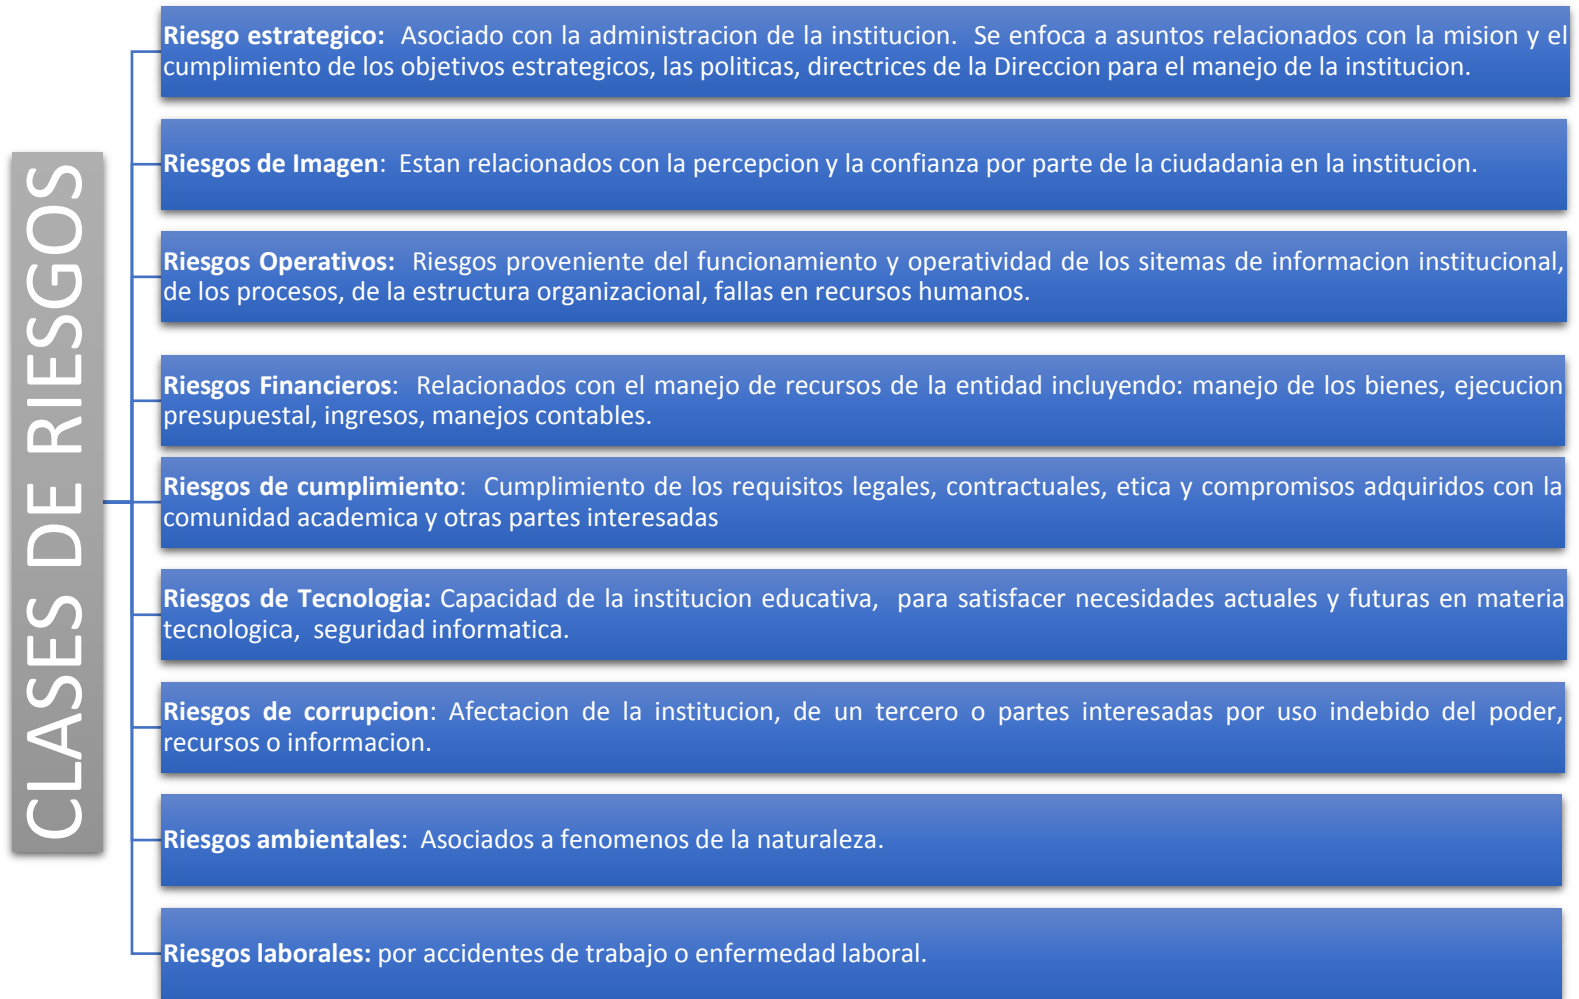 CLASES DE RIESGOS
Riesgo estrategico: Asociado con la administracion de la institucion. Se enfoca a asuntos relacionados con la mision y el
cumplimiento de los objetivos estrategicos, las politicas, directrices de la Direccion para el manejo de la institucion.
Riesgos de Imagen: Estan relacionados con la percepcion y la confianza por parte de la ciudadania en la institucion.
Riesgos Operativos: Riesgos proveniente del funcionamiento y operatividad de los sitemas de informacion institucional,
de los procesos, de la estructura organizacional, fallas en recursos humanos.
Riesgos Financieros: Relacionados con el manejo de recursos de la entidad incluyendo: manejo de los bienes, ejecucion
presupuestal, ingresos, manejos contables.
Riesgos de cumplimiento: Cumplimiento de los requisitos legales, contractuales, etica y compromisos adquiridos con la
comunidad academica y otras partes interesadas
Riesgos de Tecnologia: Capacidad de la institucion educativa, para satisfacer necesidades actuales y futuras en materia
tecnologica, seguridad informatica.
Riesgos de corrupcion: Afectacion de la institucion, de un tercero o partes interesadas por uso indebido del poder,
recursos o informacion.
Riesgos ambientales: Asociados a fenomenos de la naturaleza.
Riesgos laborales: por accidentes de trabajo o enfermedad laboral.